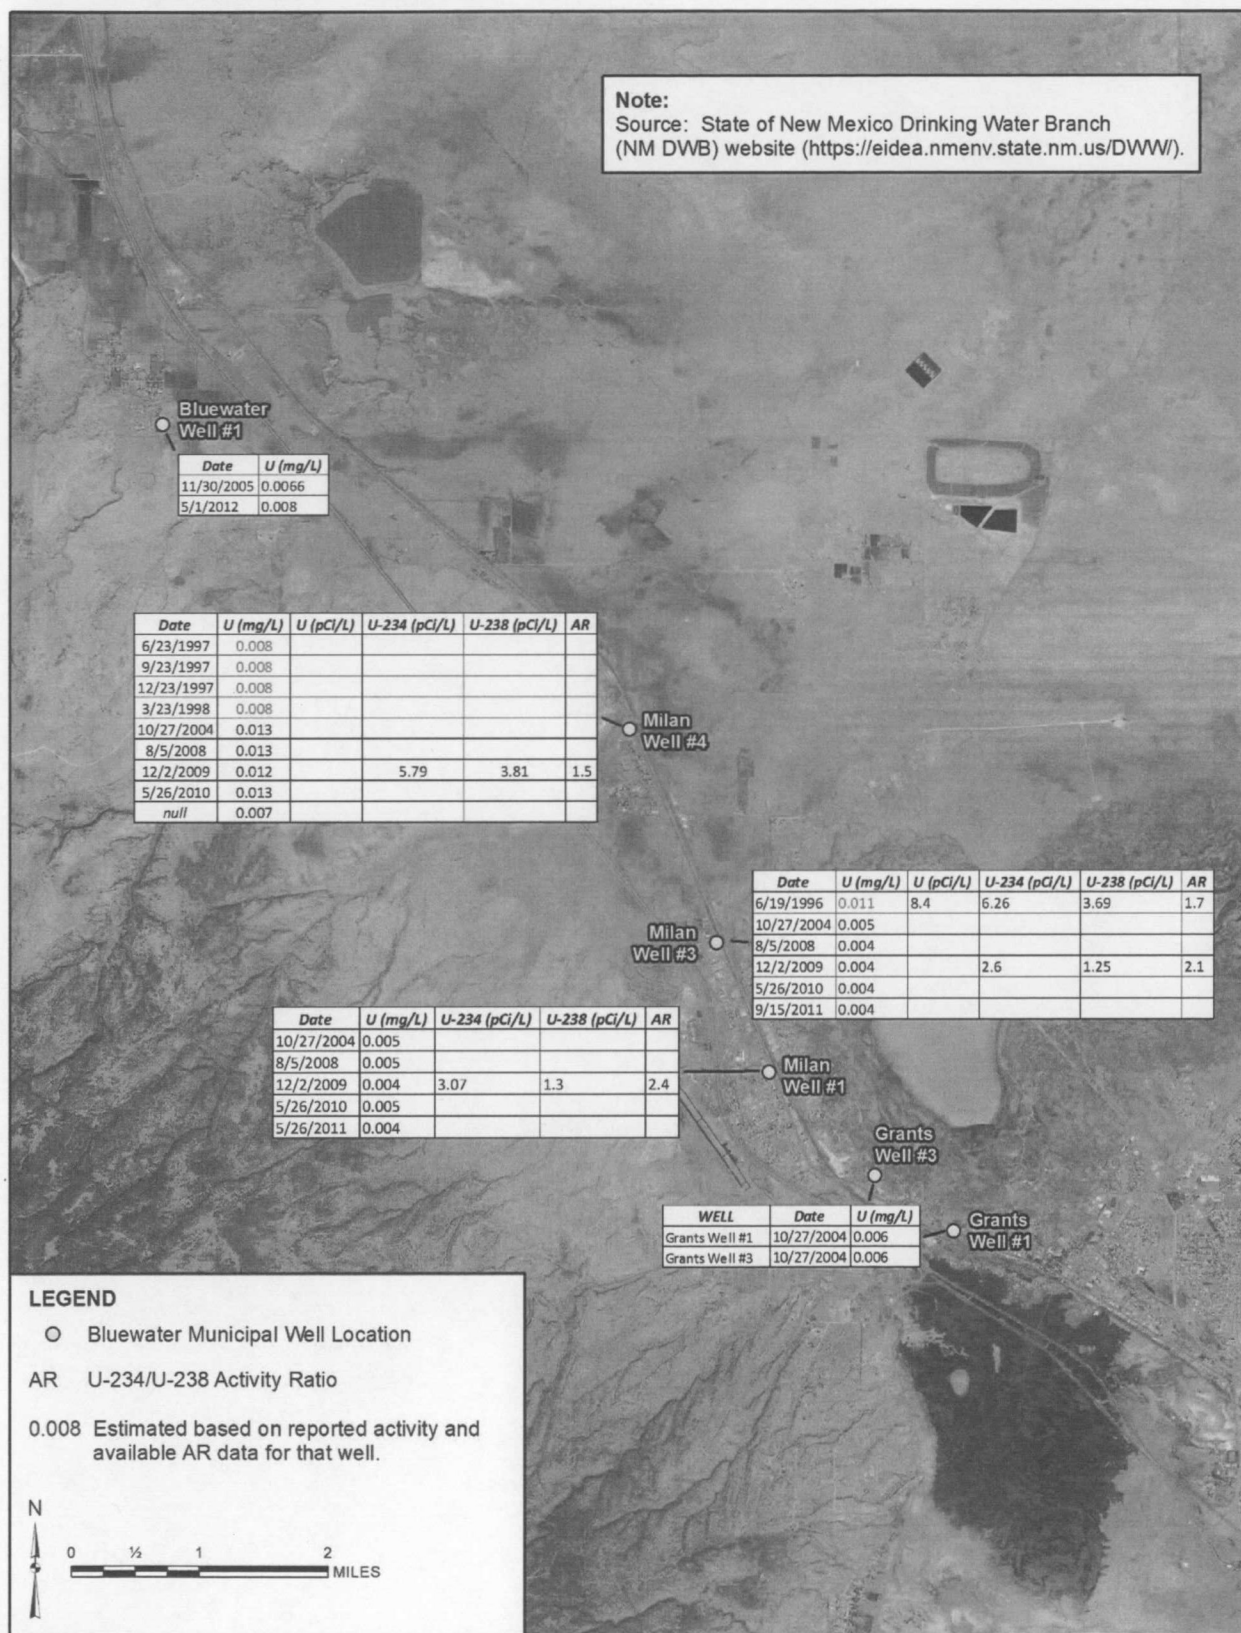 Note:
Source: State of New Mexico Drinking Water Branch
(NM DWB) website (https://eidea.nmenv.state.nm.us/DWW/).
Bluewater
Well #1
Date U (mg/L)
11/30/2005 0.0066
5/1/2012 0.008
Date U (mg/L) U (pCi/L) U-234 (pCi/L) U-238 (pCi/L) AR
6/23/1997 0.008
9/23/1997 0.008
12/23/1997 0.008
3/23/1998 0.008
10/27/2004 0.013
8/5/2008 0.013
12/2/2009 0.012 5.79 3.81 1.5
5/26/2010 0.013
null 0.007
Milan
Well #4
Date U (mg/L) U (pCi/L) U-234 (pCi/L) U-238 (pCi/L) AR
6/19/1996 0.011 8.4 6.26 3.69 1.7
10/27/2004 0.005
8/5/2008 0.004
12/2/2009 0.004 2.6 1.25 2.1
5/26/2010 0.004
9/15/2011 0.004
Milan
Well #3
Date U (mg/L) U-234 (pCi/L) U-238 (pCi/L) AR
10/27/2004 0.005
8/5/2008 0.005
12/2/2009 0.004 3.07 1.3 2.4
5/26/2010 0.005
5/26/2011 0.004
Milan
Well #1
Grants
Well #3
WELL Date U (mg/L)
Grants Well #1 10/27/2004 0.006
Grants Well #3 10/27/2004 0.006
Grants
Well #1
LEGEND
Bluewater Municipal Well Location
AR U-234/U-238 Activity Ratio
0.008 Estimated based on reported activity and
available AR data for that well.
N
0 ½ 1 2
MILES